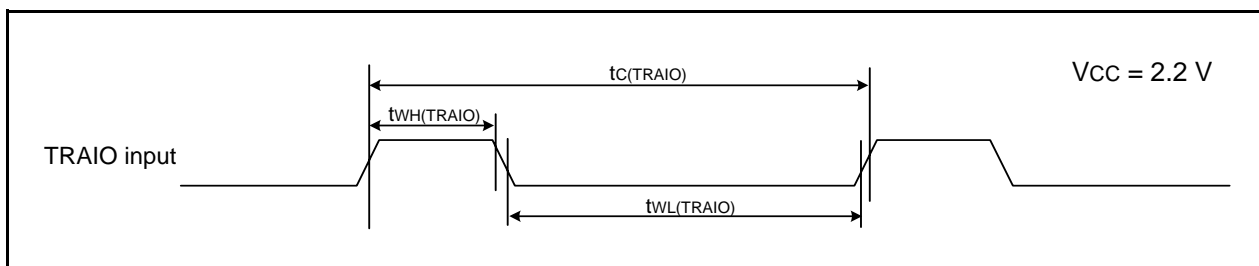 tC(TRAIO)
VCC = 2.2 V
tWH(TRAIO)
TRAIO input
tWL(TRAIO)